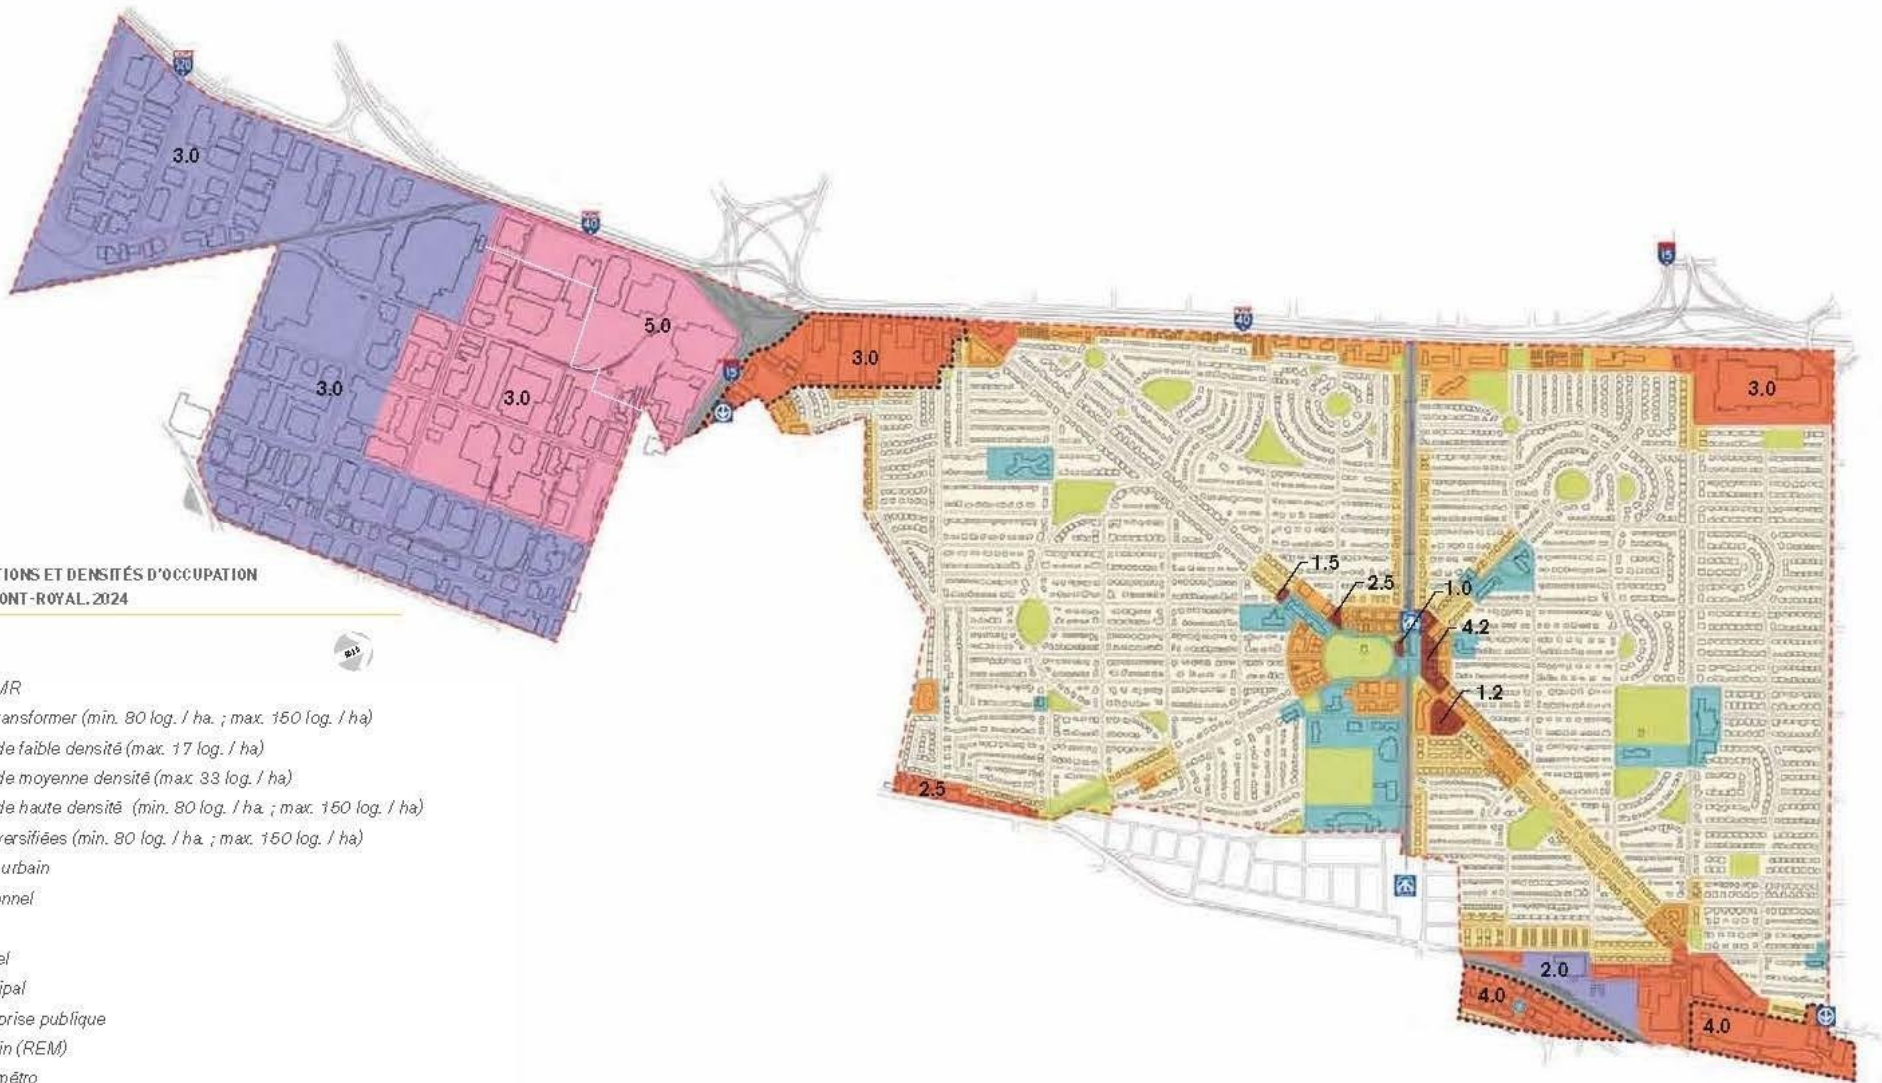 520
3.0
40
5.0
15
40
15
3.0
3.0
3.0
3.0
TIONS ET DENSITÉS D'OCCUPATION
ONT-ROYAL. 2024
1.5
2.5
1.0
4.2
1.2
MR
ransformer (min. 80 log. / ha. ; max. 150 log. / ha)
de faible densité (max. 17 log. / ha)
de moyenne densité (max. 33 log. / ha)
de haute densité (min. 80 log. / ha ; max. 150 log. / ha)
versifiées (min. 80 log. / ha ; max. 150 log. / ha)
urbain
onnel
el
ipal
prise publique
in (REM)
métro
2.5
2.0
4.0
4.0